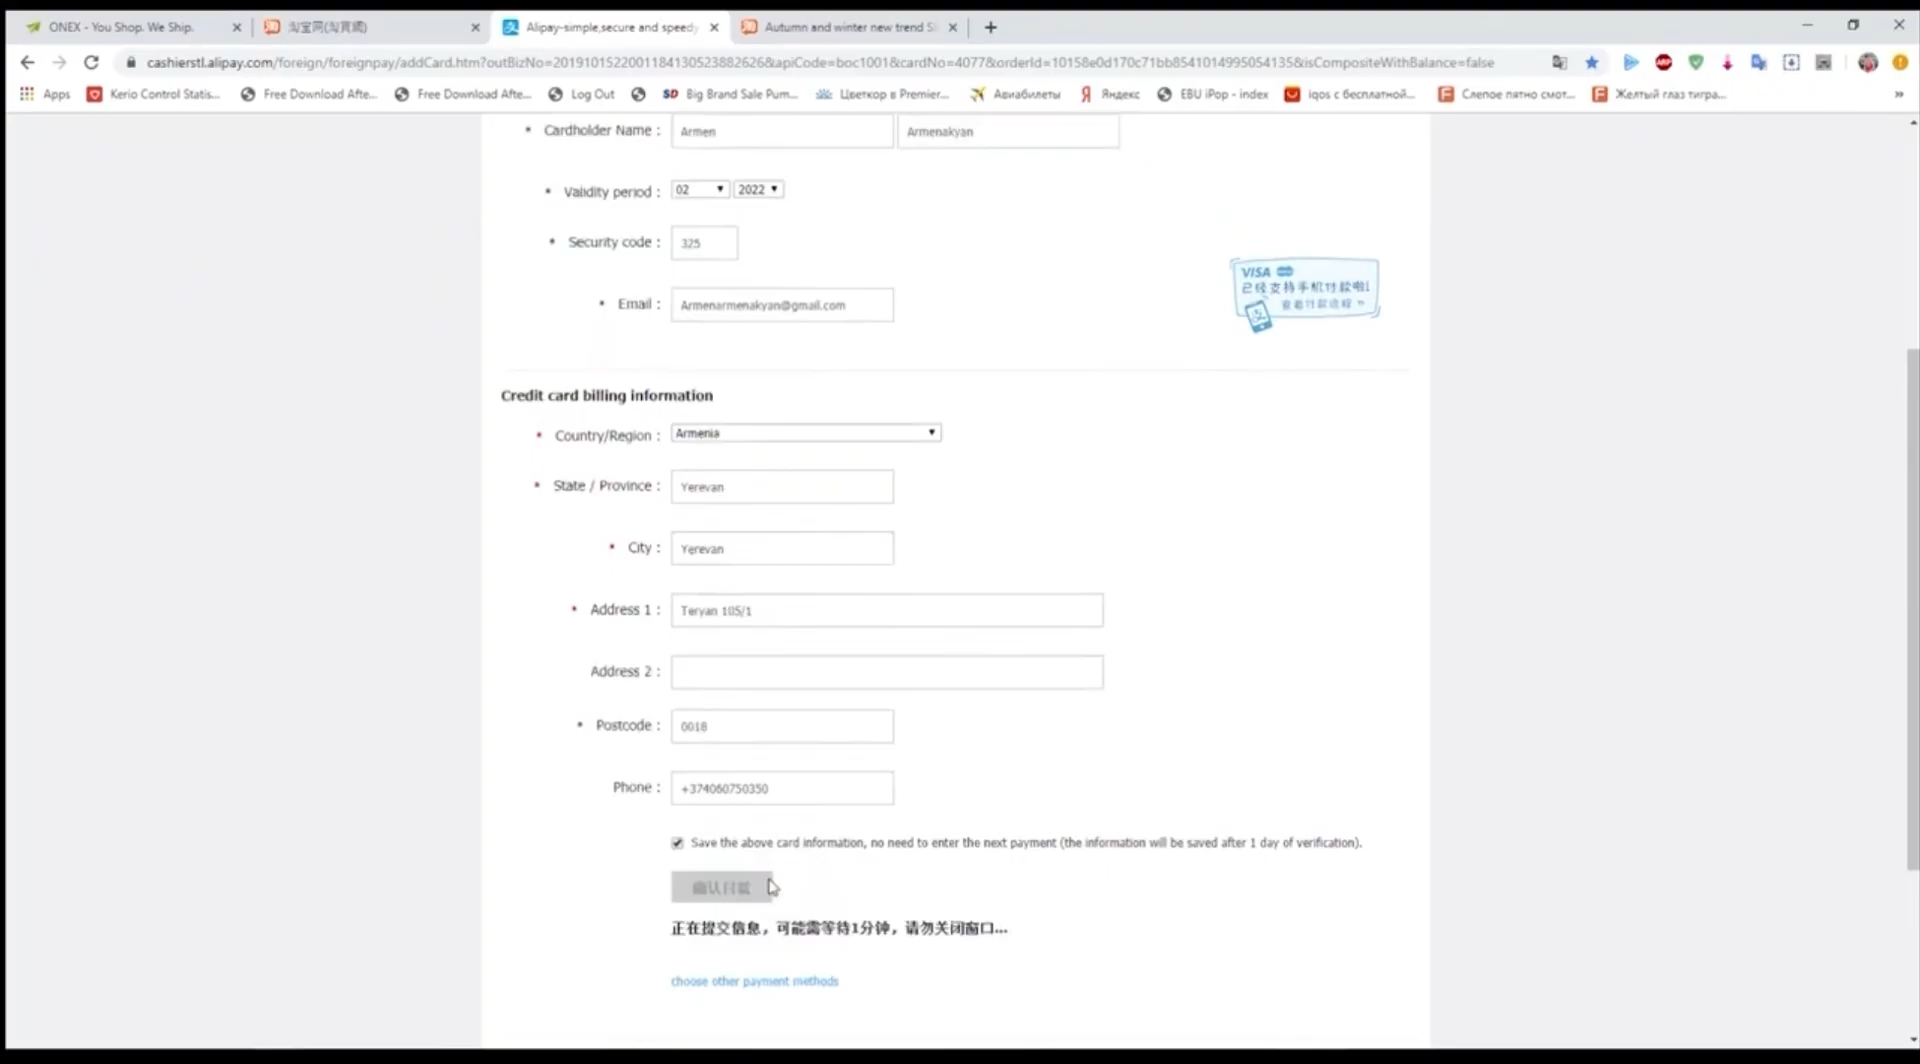 ONEX - You Shop. We Ship.
淘宝网(淘寶網)
Alipay-simple,secure and speedy
Autumn and winter new trend S
cashierstl.alipay.com/foreign/foreignpay/addCard.htm?outBizNo=2019101522001184130523882626&apiCode=boc1001&cardNo=4077&orderId=10158e0d170c71bb8541014995054135&isCompositeWithBalance=false
Apps
Kerio Control Statis...
Free Download Afte...
Free Download Afte...
Log Out
SD Big Brand Sale Pum...
Цветкор в Premier...
Авиабилеты
Я Яндекс
EBU iPop - index
iqos с бесплатной...
Слепое пятно смот...
Желтый глаз тигра...
* Cardholder Name : Armen Armenakyan
* Validity period : 02 2022
* Security code : 325
VISA
已经支持手机付款啦!
查看付款流程 »
* Email : Armenarmenakyan@gmail.com
Credit card billing information
* Country/Region : Armenia
* State / Province : Yerevan
* City : Yerevan
* Address 1 : Teryan 105/1
Address 2 :
* Postcode : 0018
Phone : +374060750350
Save the above card information, no need to enter the next payment (the information will be saved after 1 day of verification).
确认付款
正在提交信息，可能需等待1分钟，请勿关闭窗口...
choose other payment methods